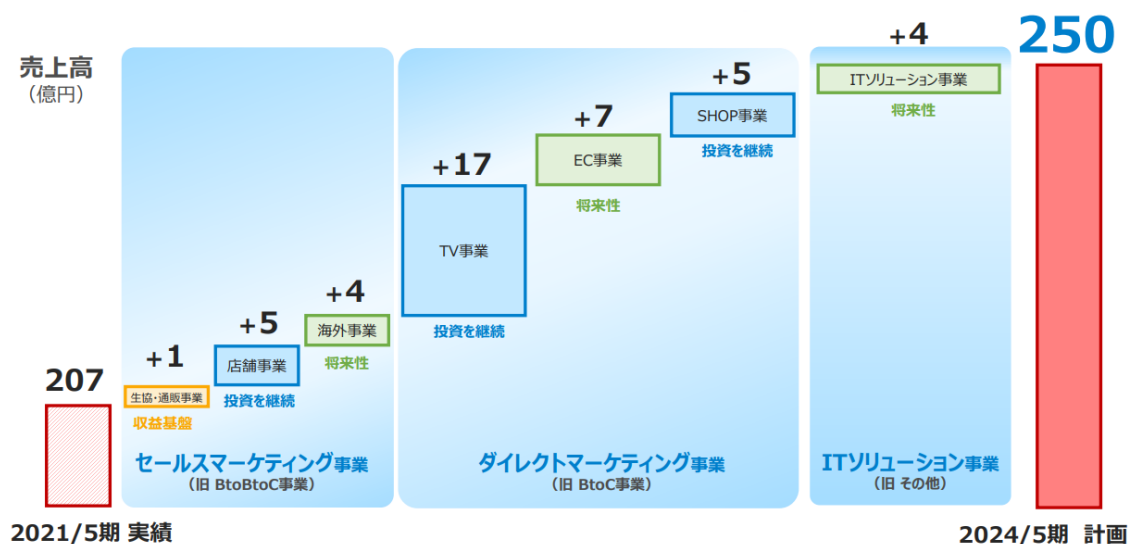 売上高
（億円）
207
2021/5期 実績
+1
生協・通販事業
収益基盤
+5
店舗事業
投資を継続
+4
海外事業
将来性
セールスマーケティング事業
（旧 BtoBtoC事業）
+17
TV事業
投資を継続
+7
EC事業
将来性
+5
SHOP事業
投資を継続
ダイレクトマーケティング事業
（旧 BtoC事業）
+4
ITソリューション事業
将来性
ITソリューション事業
（旧 その他）
250
2024/5期 計画